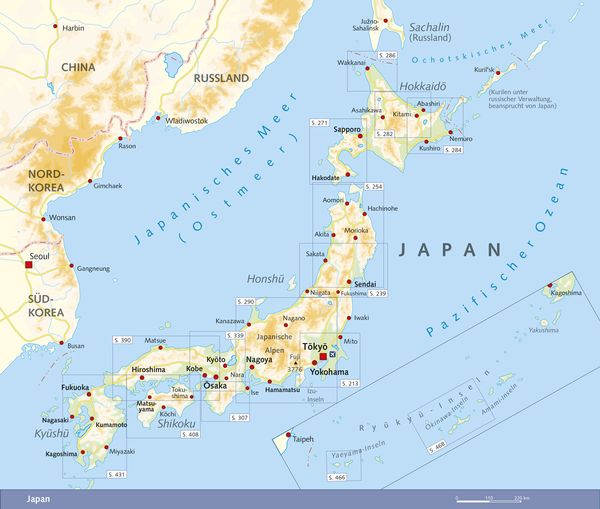 Harbin
CHINA
RUSSLAND
Wladiwostok
Rason
NORD-
KOREA
Gimchaek
Wonsan
Seoul
Gangneung
SÜD-
KOREA
Busan
Japanisches Meer
(Ostmeer)
Južno-
Sahalinsk
Sachalin
(Russland)
Ochotskisches Meer
S. 286
Wakkanai
Hokkaidō
Kuril'sk
(Kurilen unter
russischer Verwaltung,
beansprucht von Japan)
Asahikawa
Abashiri
Kitami
S. 271
Sapporo
S. 282
Nemuro
S. 284
Kushiro
Hakodate
S. 254
Aomori
Hachinohe
Akita
Morioka
JAPAN
Sakata
Honshū
Sendai
S. 239
Niigata
Fukushima
S. 290
Iwaki
Kanazawa
Nagano
Japanische
Alpen
S. 339
S. 390
Matsue
Mito
Tōkyō
Fuji
3776
Yokohama
Kyōto
Nagoya
Hiroshima
Kobe
Nara
Ōsaka
S. 213
Ise
Hamamatsu
Izu-
Inseln
Fukuoka
Matsu-
yama
Toku-
shima
Kōchi
S. 307
Shikoku
S. 408
Nagasaki
Kumamoto
Kyūshū
Kagoshima
Miyazaki
S. 431
Pazifischer Ozean
Kagoshima
Yakushima
Ryūkyū-Inseln
Amami-Inseln
Okinawa-Inseln
S. 468
Taipeh
Yaeyama-Inseln
S. 466
Japan
0 110 220 km